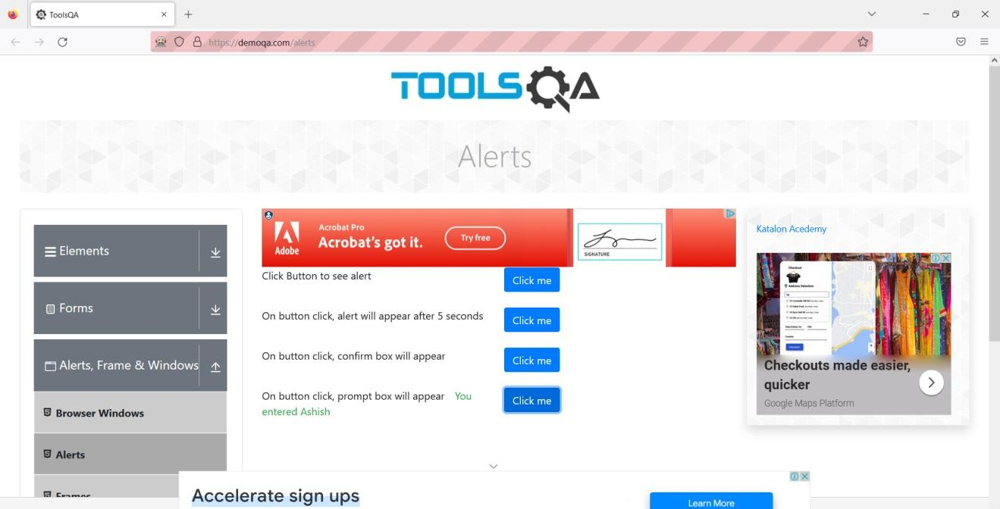 ToolsQA
https://demoqa.com/alerts
TOOLSQA
Alerts
Elements
Forms
Alerts, Frame & Windows
Browser Windows
Alerts
Frames
Adobe
Acrobat Pro
Acrobat's got it.
Try free
SIGNATURE
Click Button to see alert
Click me
On button click, alert will appear after 5 seconds
Click me
On button click, confirm box will appear
Click me
On button click, prompt box will appear You
entered Ashish
Click me
Katalon Acedemy
Checkout
Address Selection
Checkouts made easier,
quicker
Google Maps Platform
Accelerate sign ups
Learn More